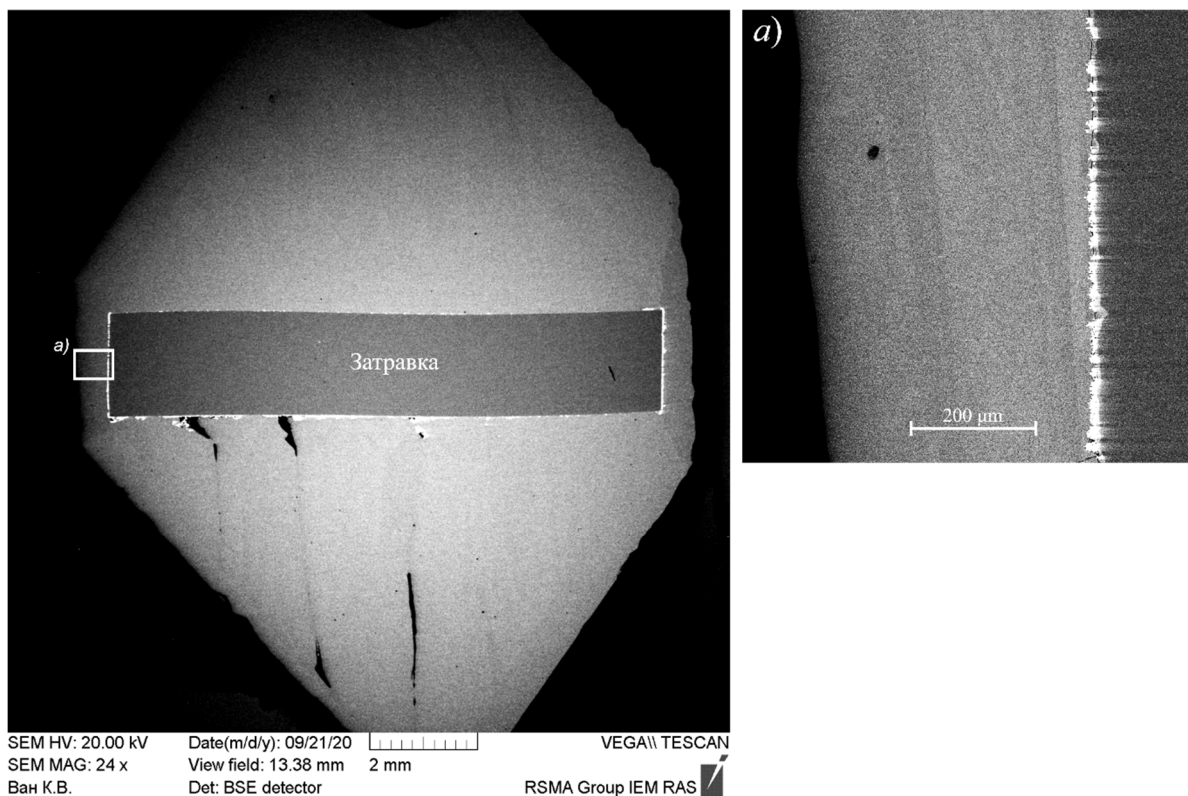 a)
a)
Затравка
200 µm
SEM HV: 20.00 kV Date(m/d/y): 09/21/20 VEGA\\ TESCAN
SEM MAG: 24 x View field: 13.38 mm 2 mm
Ван К.В. Det: BSE detector RSMA Group IEM RAS